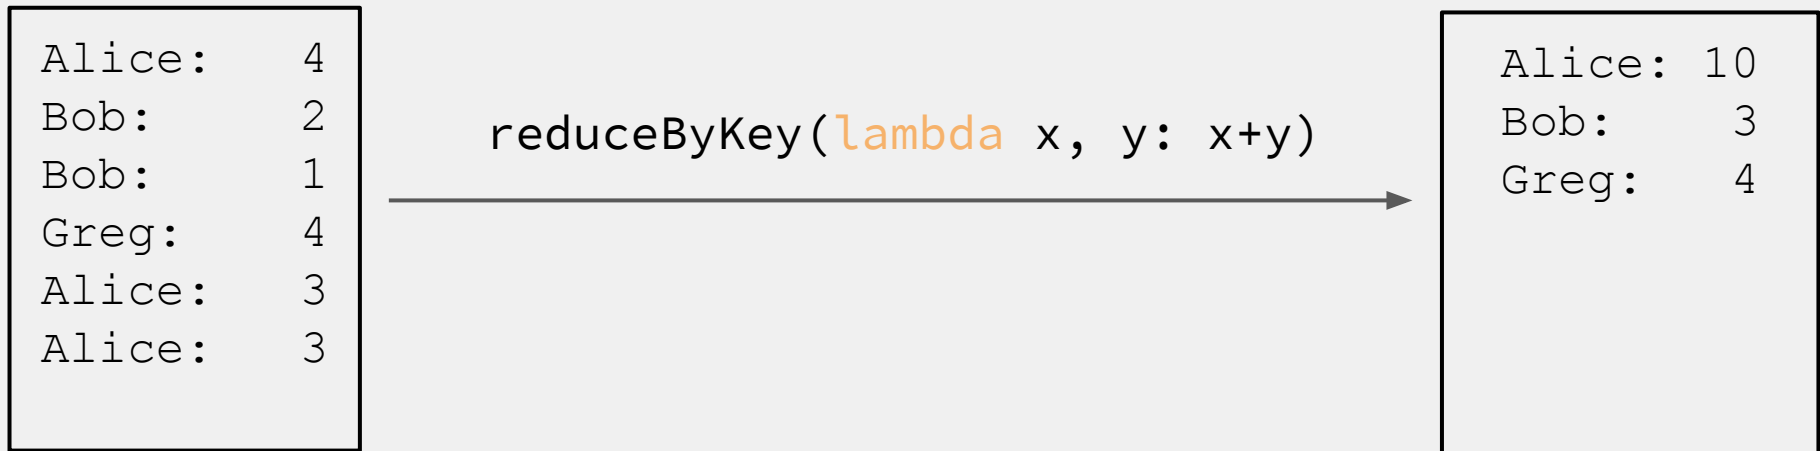 Alice: 4
Bob: 2
Bob: 1
Greg: 4
Alice: 3
Alice: 3
reduceByKey(lambda x, y: x+y)
Alice: 10
Bob: 3
Greg: 4